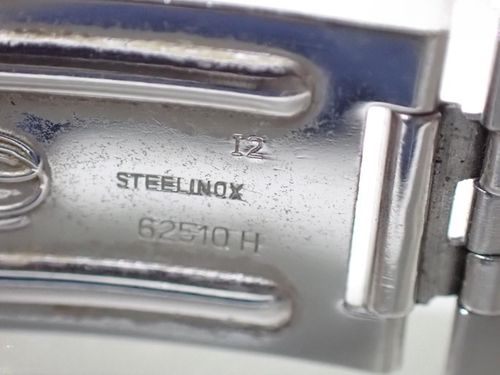 I2
STEELINOX
62510 H